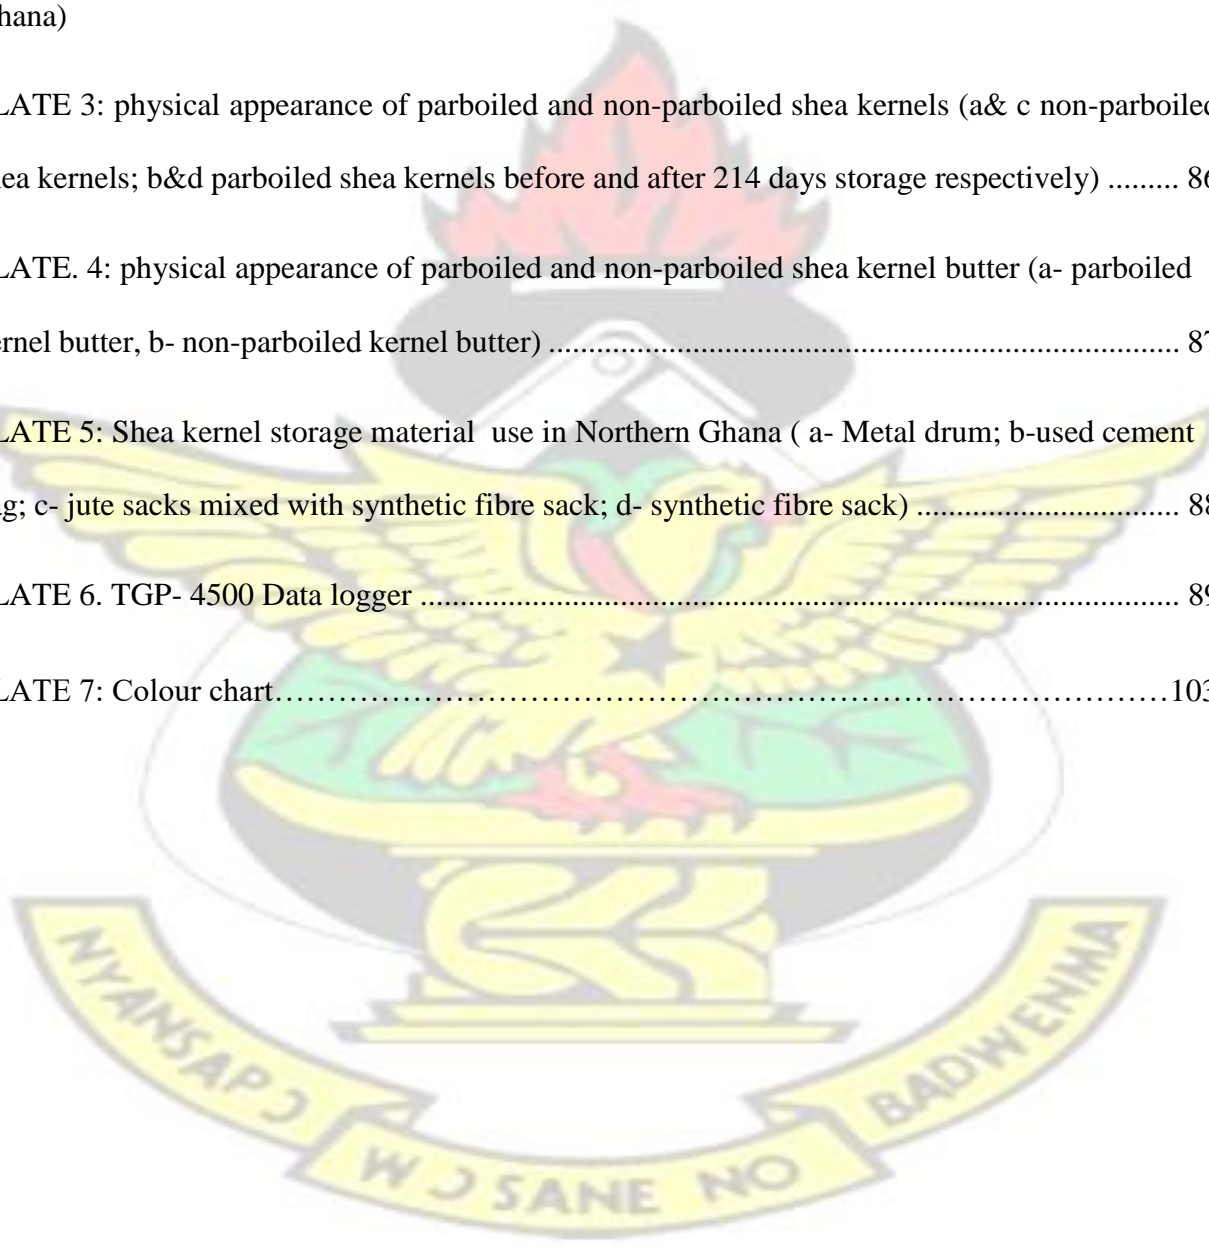 hana)
LATE 3: physical appearance of parboiled and non-parboiled shea kernels (a& c non-parboiled
hea kernels; b&d parboiled shea kernels before and after 214 days storage respectively) ......... 86
LATE. 4: physical appearance of parboiled and non-parboiled shea kernel butter (a- parboiled
ernel butter, b- non-parboiled kernel butter) ............................................................................... 87
LATE 5: Shea kernel storage material use in Northern Ghana ( a- Metal drum; b-used cement
ag; c- jute sacks mixed with synthetic fibre sack; d- synthetic fibre sack) ................................. 88
LATE 6. TGP- 4500 Data logger ............................................................................................... 89
LATE 7: Colour chart……………………………………………………………………………103
NYANSAPƆ WƆSANE NO BADWENMA